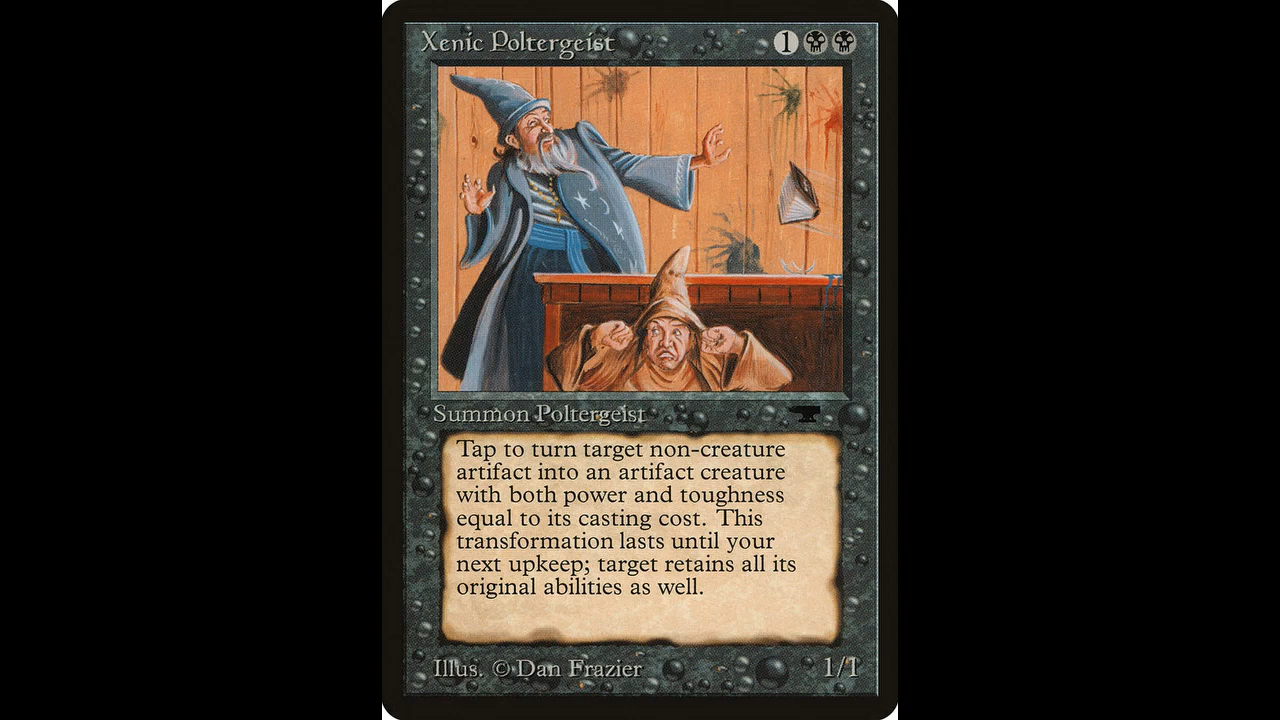 Xenic Poltergeist 1
Summon Poltergeist
Tap to turn target non-creature
artifact into an artifact creature
with both power and toughness
equal to its casting cost. This
transformation lasts until your
next upkeep; target retains all its
original abilities as well.
Illus. © Dan Frazier 1/1